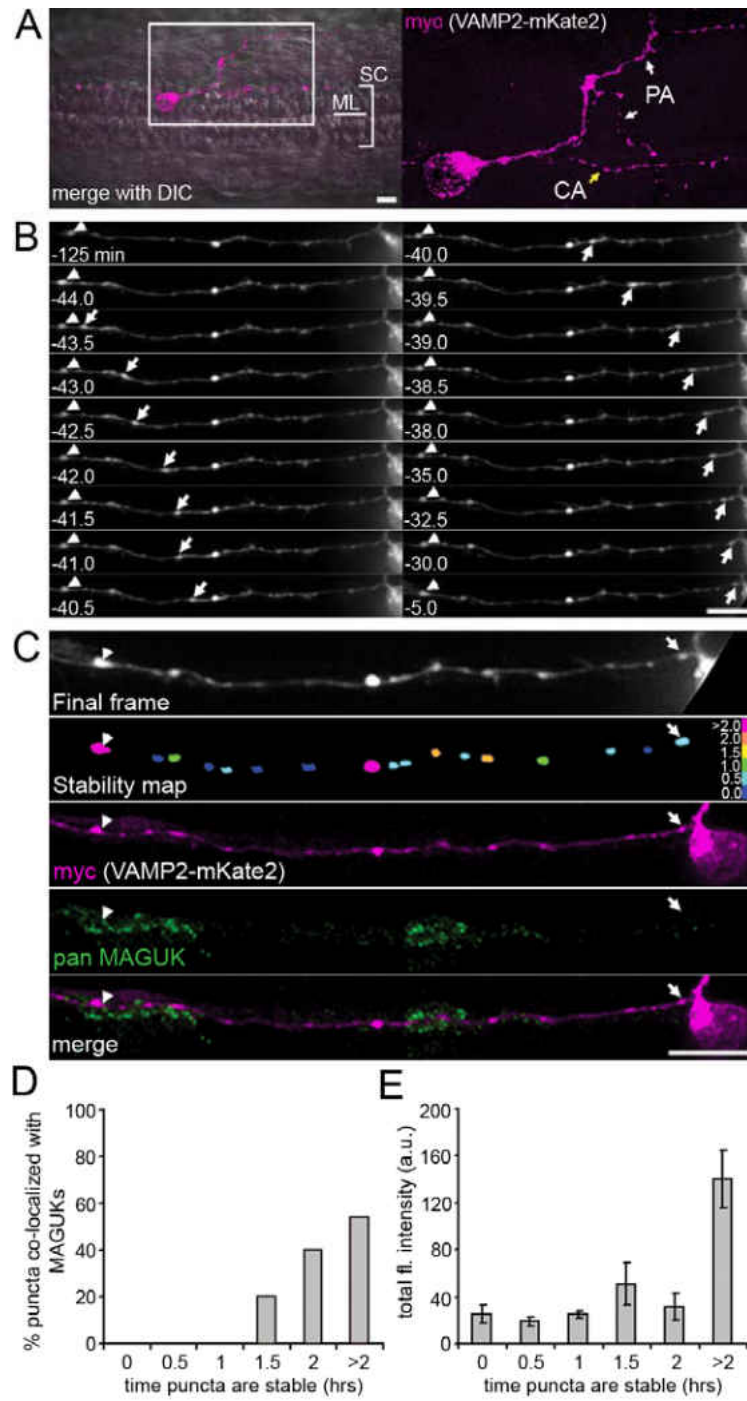 A
myc (VAMP2-mKate2)
SC
ML
PA
CA
merge with DIC
B
-125 min
-44.0
-43.5
-43.0
-42.5
-42.0
-41.5
-41.0
-40.5
-40.0
-39.5
-39.0
-38.5
-38.0
-35.0
-32.5
-30.0
-5.0
C
Final frame
Stability map
>2.0
2.0
1.5
1.0
0.5
0.0
myc (VAMP2-mKate2)
pan MAGUK
merge
D
% puncta co-localized with
MAGUKs
100
80
60
40
20
0
0 0.5 1 1.5 2 >2
time puncta are stable (hrs)
E
total fl. intensity (a.u.)
200
160
120
80
40
0
0 0.5 1 1.5 2 >2
time puncta are stable (hrs)